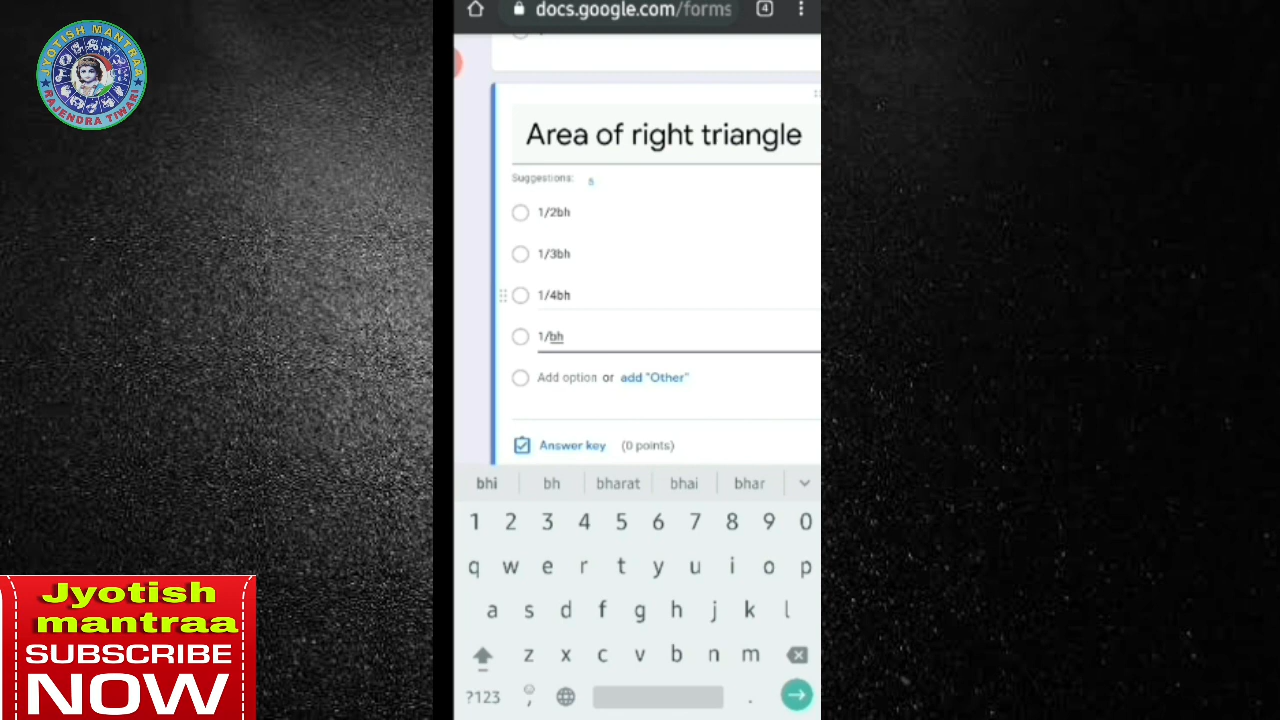 JYOTISH MANTRAA
RAJENDRA TIWARI
docs.google.com/forms
4
Area of right triangle
Suggestions:
1/2bh
1/3bh
1/4bh
1/bh
Add option or add "Other"
Answer key (0 points)
bhi bh bharat bhai bhar
1 2 3 4 5 6 7 8 9 0
q w e r t y u i o p
a s d f g h j k l
z x c v b n m
?123 , .
Jyotish
mantraa
SUBSCRIBE
NOW